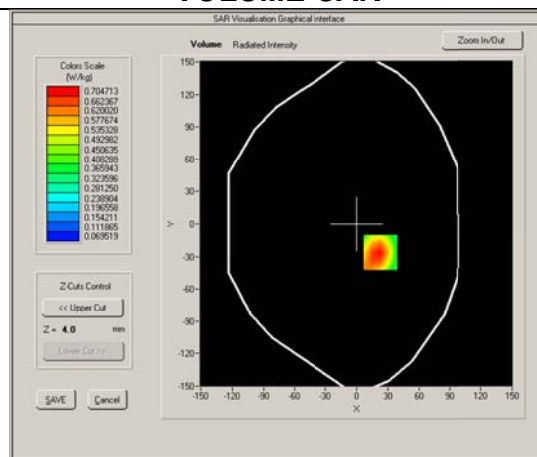 VOLUME SAR
SAR Visualisation Graphical Interface
Volume Radiated Intensity
Zoom In/Out
Colors Scale
(W/kg)
0.704713
0.662367
0.620020
0.577674
0.535328
0.492982
0.450635
0.408289
0.365943
0.323596
0.281250
0.238904
0.196558
0.154211
0.111865
0.069519
Z-Cuts Control
<< Upper Cut
Z = 4.0 mm
Lower Cut >>
SAVE Cancel
150-
120-
90-
60-
30-
0-
-30-
-60-
-90-
-120-
-150-
Y
-150 -120 -90 -60 -30 0 30 60 90 120 150
X